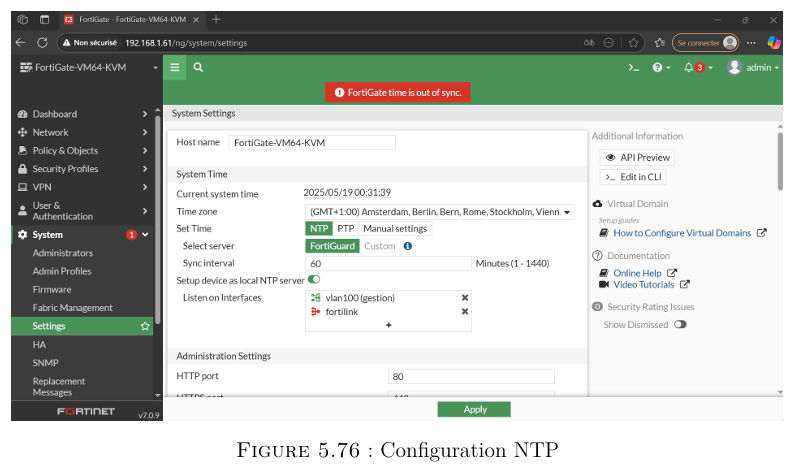 FortiGate - FortiGate-VM64-KVM
Non sécurisé 192.168.1.61/ng/system/settings
Se connecter
FortiGate-VM64-KVM
3 admin
FortiGate time is out of sync.
Dashboard
Network
Policy & Objects
Security Profiles
VPN
User &
Authentication
System 1
Administrators
Admin Profiles
Firmware
Fabric Management
Settings
HA
SNMP
Replacement
Messages
FORTINET v7.0.9
System Settings
Host name FortiGate-VM64-KVM
System Time
Current system time 2025/05/19 00:31:39
Time zone (GMT+1:00) Amsterdam, Berlin, Bern, Rome, Stockholm, Vienn
Set Time NTP PTP Manual settings
Select server FortiGuard Custom
Sync interval 60 Minutes (1 - 1440)
Setup device as local NTP server
Listen on Interfaces vlan100 (gestion)
fortilink
+
Administration Settings
HTTP port 80
Apply
Additional Information
API Preview
>_ Edit in CLI
Virtual Domain
Setup guides
How to Configure Virtual Domains
Documentation
Online Help
Video Tutorials
0 Security Rating Issues
Show Dismissed
FIGURE 5.76 : Configuration NTP